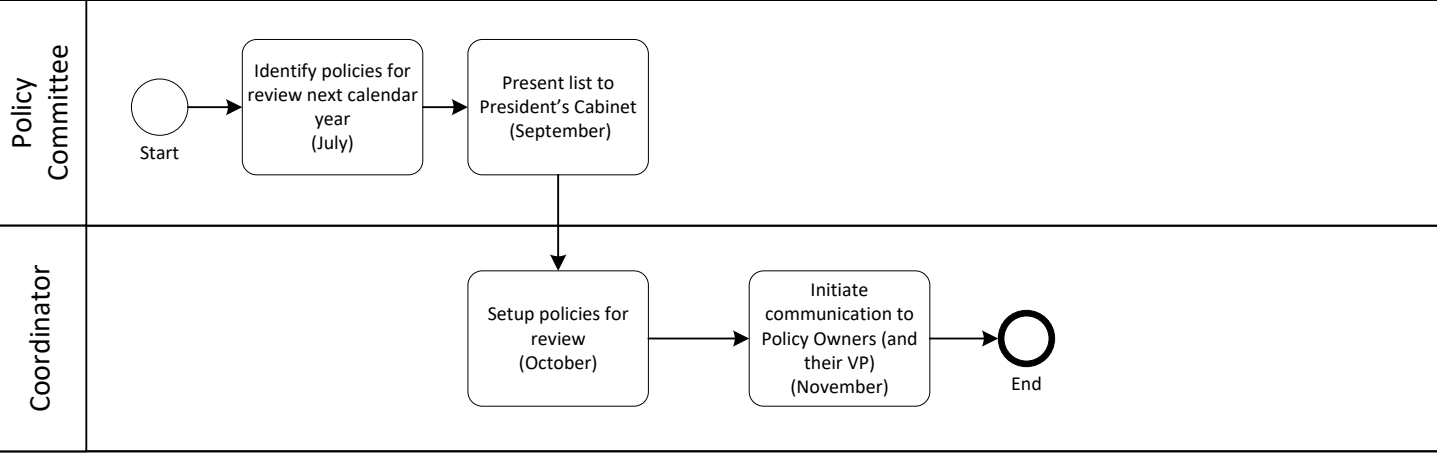 Policy
Committee
Start
Identify policies for
review next calendar
year
(July)
Present list to
President’s Cabinet
(September)
Coordinator
Setup policies for
review
(October)
Initiate
communication to
Policy Owners (and
their VP)
(November)
End